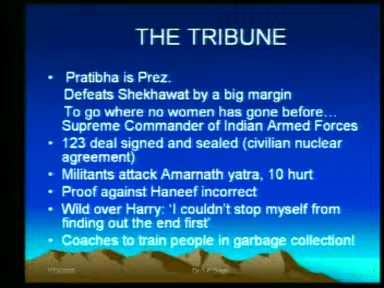 THE TRIBUNE
• Pratibha is Prez.
Defeats Shekhawat by a big margin
To go where no women has gone before…
Supreme Commander of Indian Armed Forces
• 123 deal signed and sealed (civilian nuclear
agreement)
• Militants attack Amarnath yatra, 10 hurt
• Proof against Haneef incorrect
• Wild over Harry: 'I couldn't stop myself from
finding out the end first'
• Coaches to train people in garbage collection!